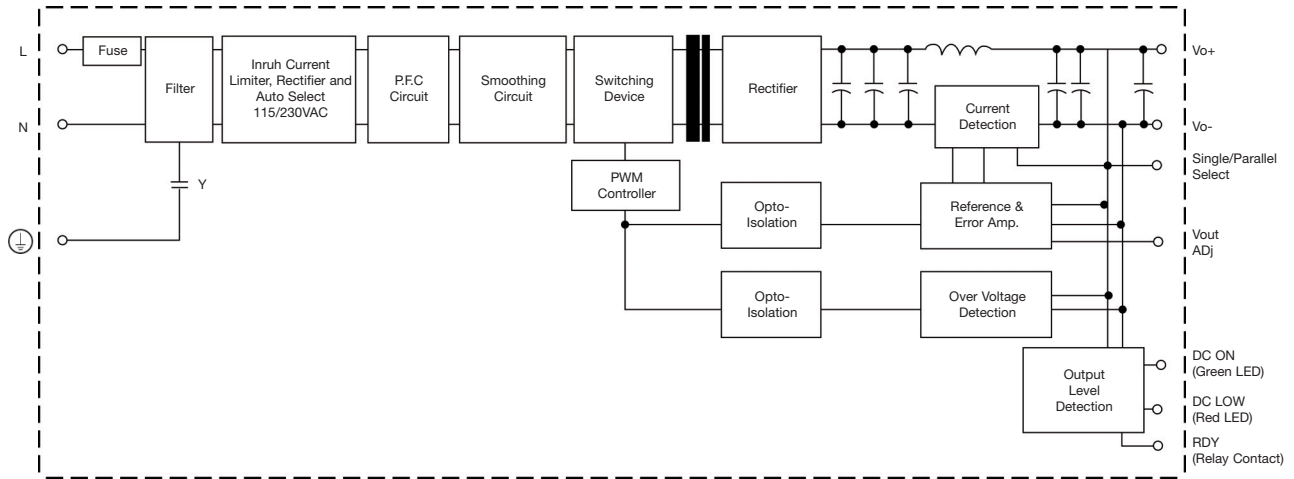 L
Fuse
Filter
Inruh Current
Limiter, Rectifier and
Auto Select
115/230VAC
P.F.C
Circuit
Smoothing
Circuit
Switching
Device
Rectifier
Current
Detection
Vo+
N
Vo-
Y
PWM
Controller
Single/Parallel
Select
Opto-
Isolation
Reference &
Error Amp.
Vout
ADj
Opto-
Isolation
Over Voltage
Detection
Output
Level
Detection
DC ON
(Green LED)
DC LOW
(Red LED)
RDY
(Relay Contact)